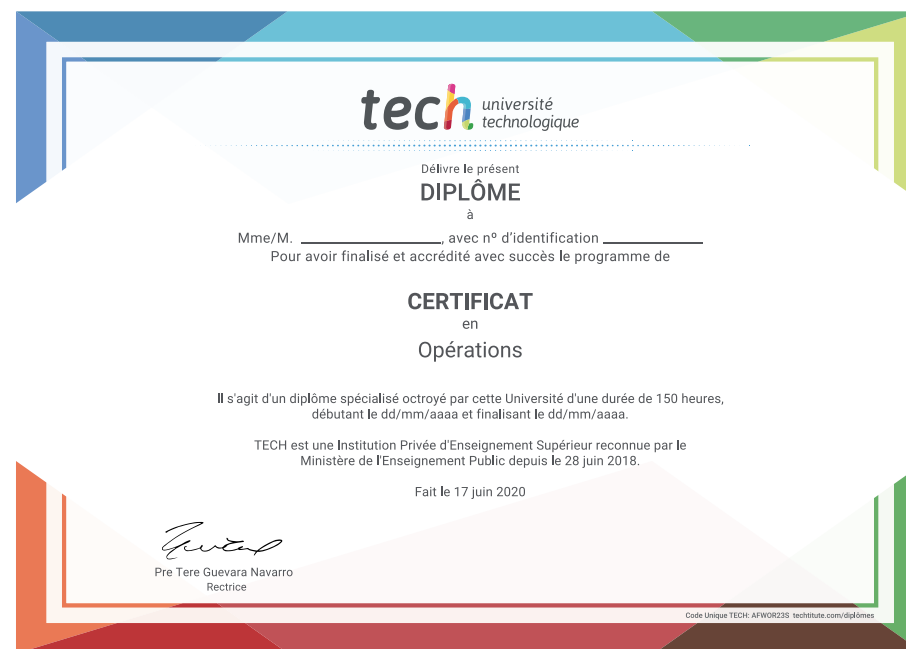 tech université
technologique
Délivre le présent
DIPLÔME
à
Mme/M. ____________________, avec nº d'identification ______________
Pour avoir finalisé et accrédité avec succès le programme de
CERTIFICAT
en
Opérations
Il s'agit d'un diplôme spécialisé octroyé par cette Université d'une durée de 150 heures,
débutant le dd/mm/aaaa et finalisant le dd/mm/aaaa.
TECH est une Institution Privée d'Enseignement Supérieur reconnue par le
Ministère de l'Enseignement Public depuis le 28 juin 2018.
Fait le 17 juin 2020
Pre Tere Guevara Navarro
Rectrice
Code Unique TECH: AFWOR23S techtitute.com/diplômes